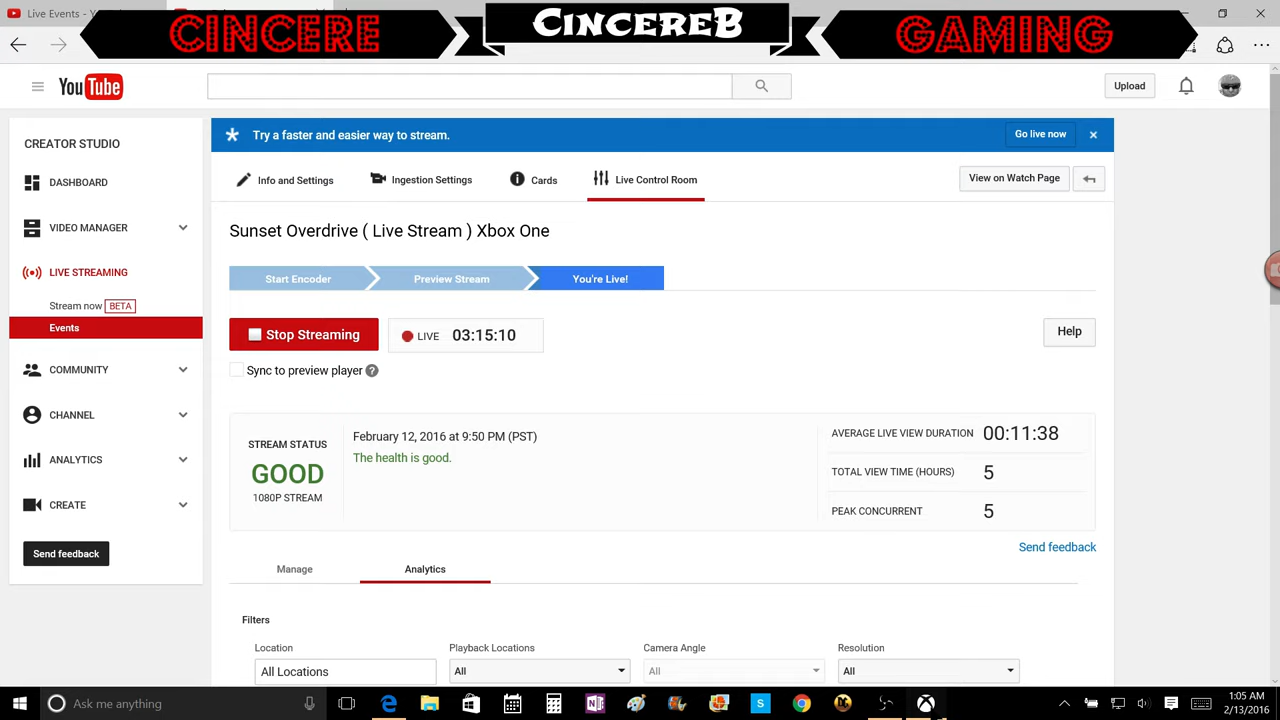 Live Events
CINCERE
CINCEREB
GAMING
YouTube
Upload
CREATOR STUDIO
DASHBOARD
VIDEO MANAGER
LIVE STREAMING
Stream now BETA
Events
COMMUNITY
CHANNEL
ANALYTICS
CREATE
Send feedback
Try a faster and easier way to stream.
Go live now
Info and Settings
Ingestion Settings
Cards
Live Control Room
View on Watch Page
Sunset Overdrive ( Live Stream ) Xbox One
Start Encoder
Preview Stream
You're Live!
Stop Streaming
LIVE 03:15:10
Help
Sync to preview player ?
STREAM STATUS
GOOD
1080P STREAM
February 12, 2016 at 9:50 PM (PST)
The health is good.
AVERAGE LIVE VIEW DURATION 00:11:38
TOTAL VIEW TIME (HOURS) 5
PEAK CONCURRENT 5
Send feedback
Manage
Analytics
Filters
Location
Playback Locations
Camera Angle
Resolution
All Locations
All
All
All
Ask me anything
1:05 AM
2/13/2016